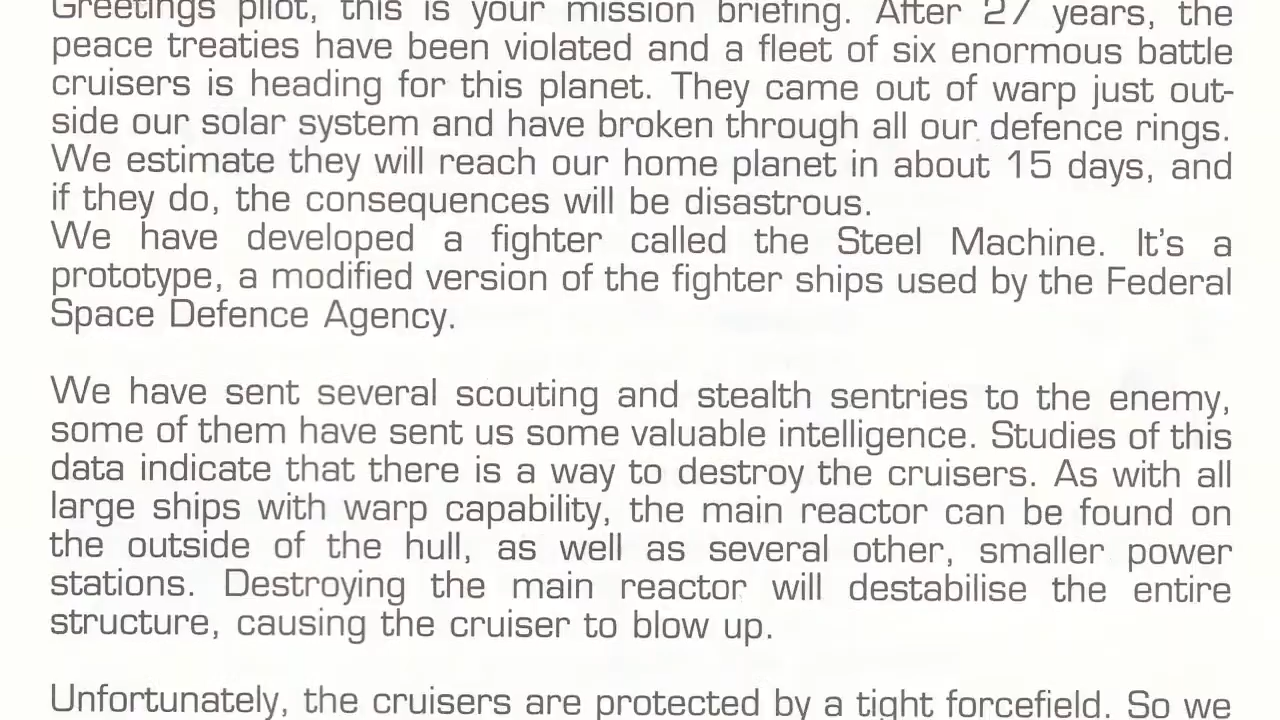 Greetings pilot, this is your mission briefing. After 27 years, the
peace treaties have been violated and a fleet of six enormous battle
cruisers is heading for this planet. They came out of warp just out-
side our solar system and have broken through all our defence rings.
We estimate they will reach our home planet in about 15 days, and
if they do, the consequences will be disastrous.
We have developed a fighter called the Steel Machine. It's a
prototype, a modified version of the fighter ships used by the Federal
Space Defence Agency.
We have sent several scouting and stealth sentries to the enemy,
some of them have sent us some valuable intelligence. Studies of this
data indicate that there is a way to destroy the cruisers. As with all
large ships with warp capability, the main reactor can be found on
the outside of the hull, as well as several other, smaller power
stations. Destroying the main reactor will destabilise the entire
structure, causing the cruiser to blow up.
Unfortunately, the cruisers are protected by a tight forcefield. So we